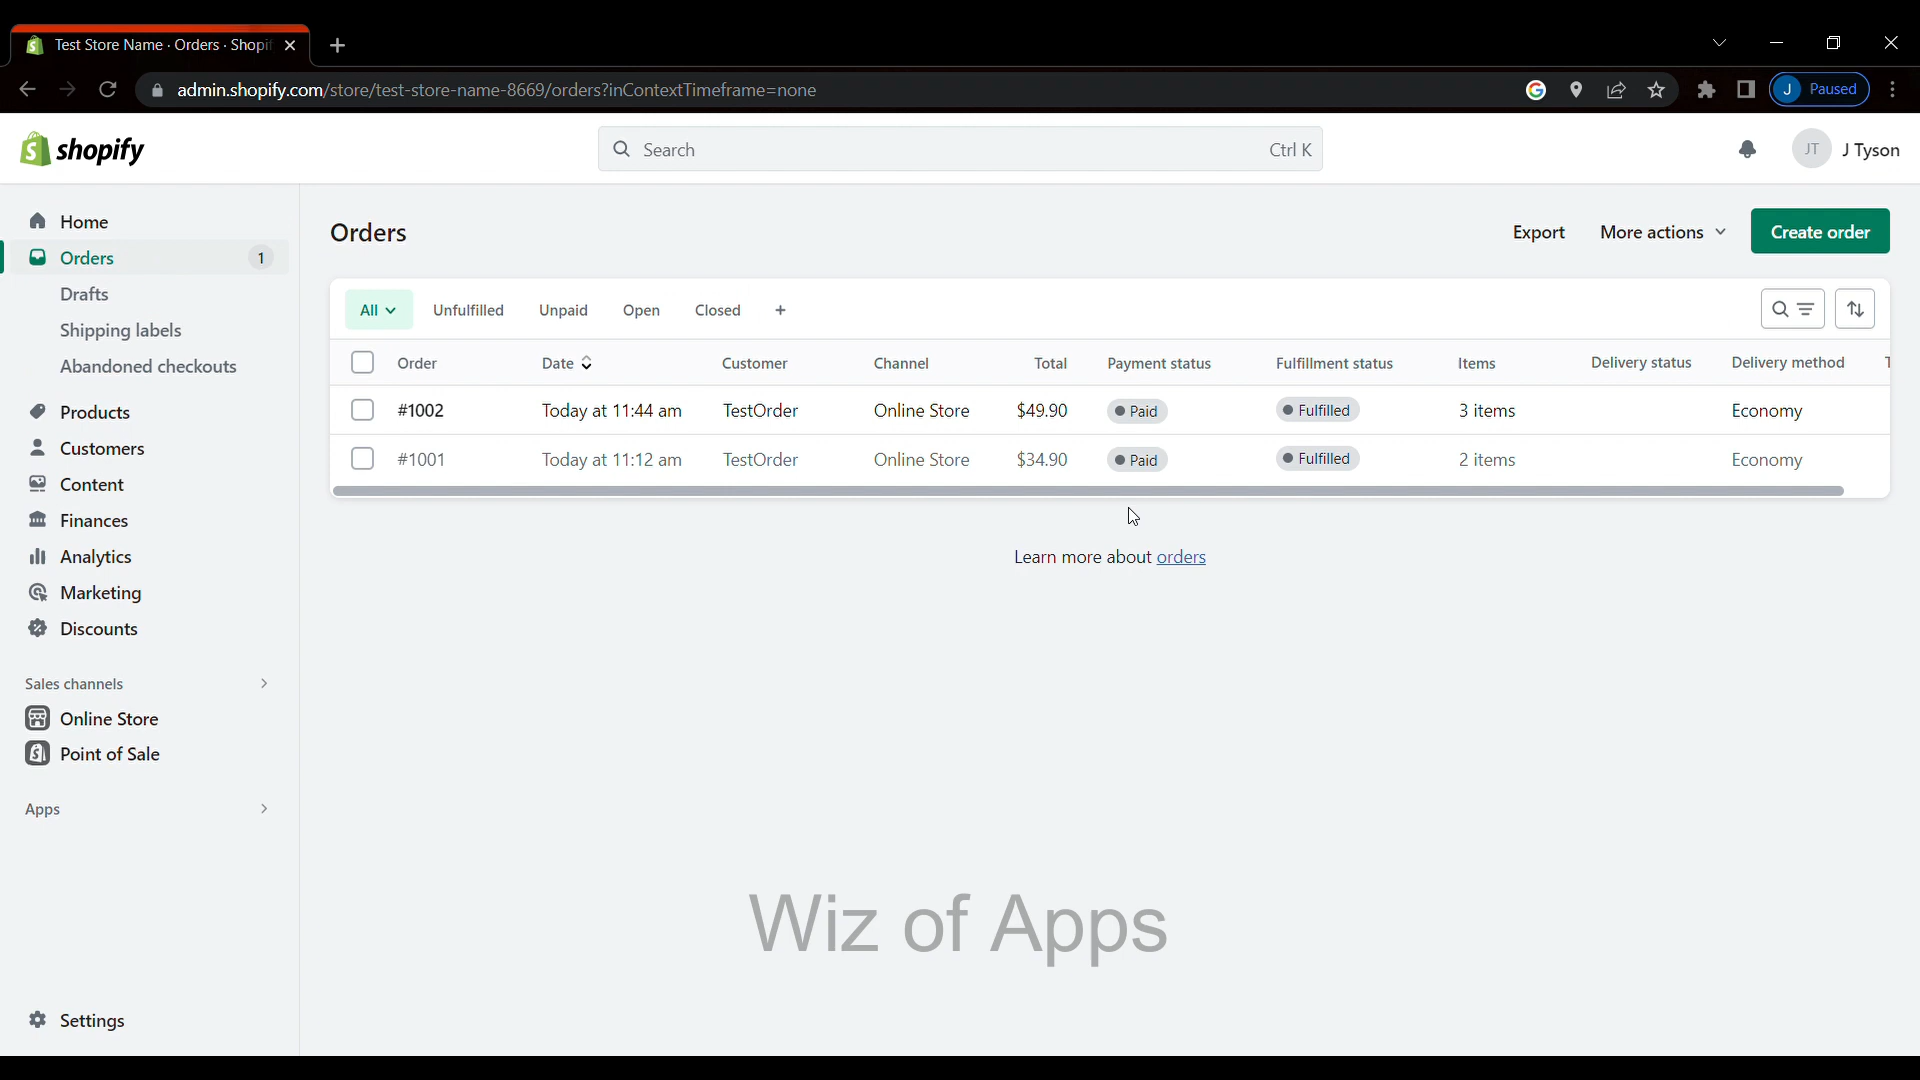 Test Store Name · Orders · Shopif
admin.shopify.com/store/test-store-name-8669/orders?inContextTimeframe=none
J Paused
shopify
Search Ctrl K
JT J Tyson
Home
Orders 1
Drafts
Shipping labels
Abandoned checkouts
Products
Customers
Content
Finances
Analytics
Marketing
Discounts
Sales channels
Online Store
Point of Sale
Apps
Settings
Orders
Export More actions Create order
All Unfulfilled Unpaid Open Closed +
Order Date Customer Channel Total Payment status Fulfillment status Items Delivery status Delivery method T
#1002 Today at 11:44 am TestOrder Online Store $49.90 Paid Fulfilled 3 items Economy
#1001 Today at 11:12 am TestOrder Online Store $34.90 Paid Fulfilled 2 items Economy
Learn more about orders
Wiz of Apps